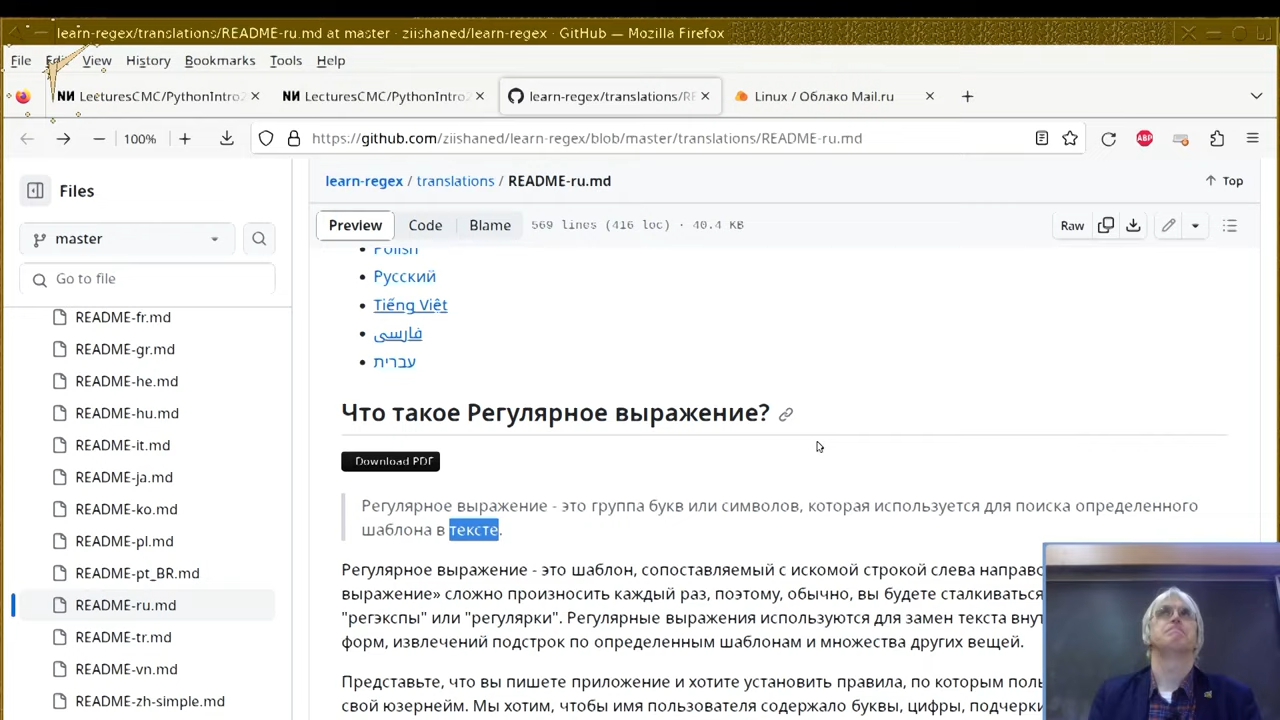 learn-regex/translations/README-ru.md at master · ziishaned/learn-regex · GitHub — Mozilla Firefox
File View History Bookmarks Tools Help
LecturesCMC/PythonIntro2
LecturesCMC/PythonIntro2
learn-regex/translations/RE
Linux / Облако Mail.ru
100%
https://github.com/ziishaned/learn-regex/blob/master/translations/README-ru.md
ABP
Files
learn-regex / translations / README-ru.md
Top
master
Preview
Code
Blame
569 lines (416 loc) · 40.4 KB
Raw
Go to file
README-fr.md
README-gr.md
README-he.md
README-hu.md
README-it.md
README-ja.md
README-ko.md
README-pl.md
README-pt_BR.md
README-ru.md
README-tr.md
README-vn.md
README-zh-simple.md
Polish
Русский
Tiếng Việt
فارسی
עברית
Что такое Регулярное выражение?
Download PDF
Регулярное выражение - это группа букв или символов, которая используется для поиска определенного
шаблона в тексте.
Регулярное выражение - это шаблон, сопоставляемый с искомой строкой слева направо
выражение» сложно произносить каждый раз, поэтому, обычно, вы будете сталкиваться
"регэкспы" или "регулярки". Регулярные выражения используются для замен текста внут
форм, извлечений подстрок по определенным шаблонам и множества других вещей.
Представьте, что вы пишете приложение и хотите установить правила, по которым поль
свой юзернейм. Мы хотим, чтобы имя пользователя содержало буквы, цифры, подчерки